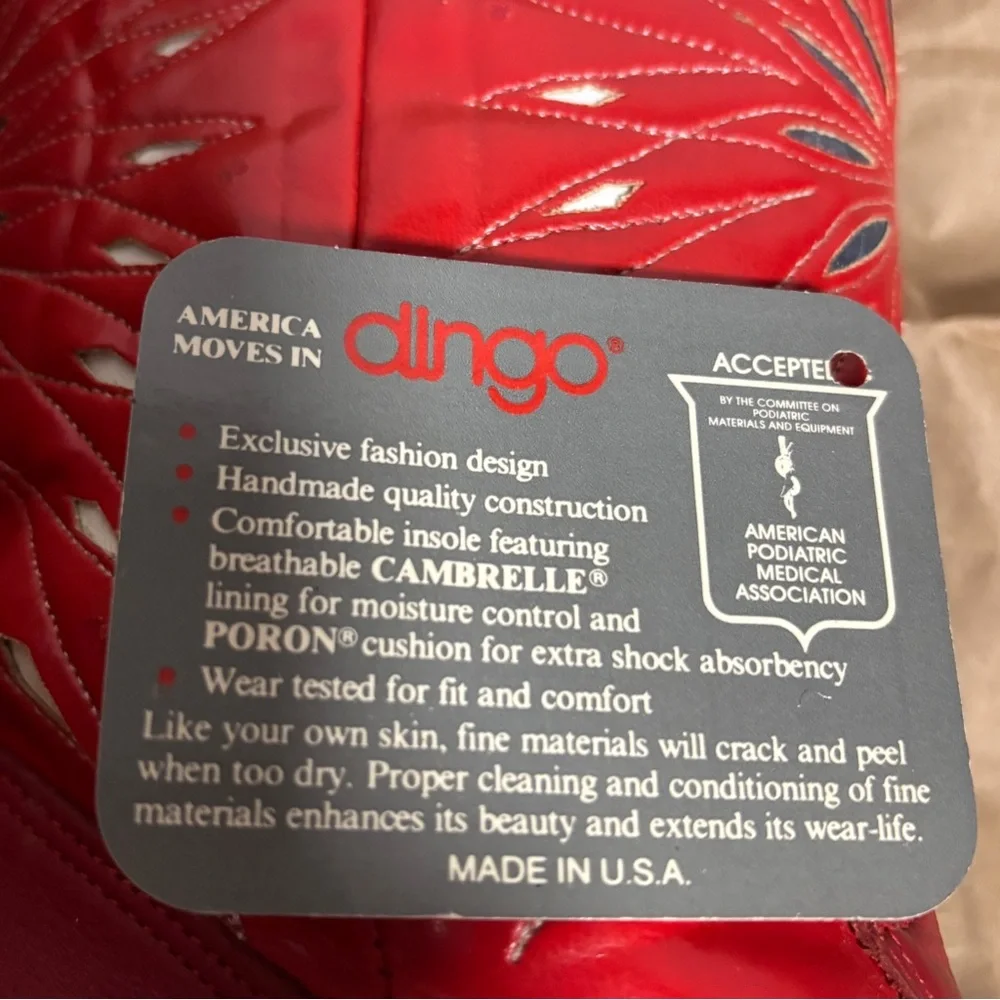 AMERICA
MOVES IN
dingo®
ACCEPTED
BY THE COMMITTEE ON
PODIATRIC
MATERIALS AND EQUIPMENT
AMERICAN
PODIATRIC
MEDICAL
ASSOCIATION
• Exclusive fashion design
• Handmade quality construction
• Comfortable insole featuring
breathable CAMBRELLE®
lining for moisture control and
PORON® cushion for extra shock absorbency
• Wear tested for fit and comfort
Like your own skin, fine materials will crack and peel
when too dry. Proper cleaning and conditioning of fine
materials enhances its beauty and extends its wear-life.
MADE IN U.S.A.